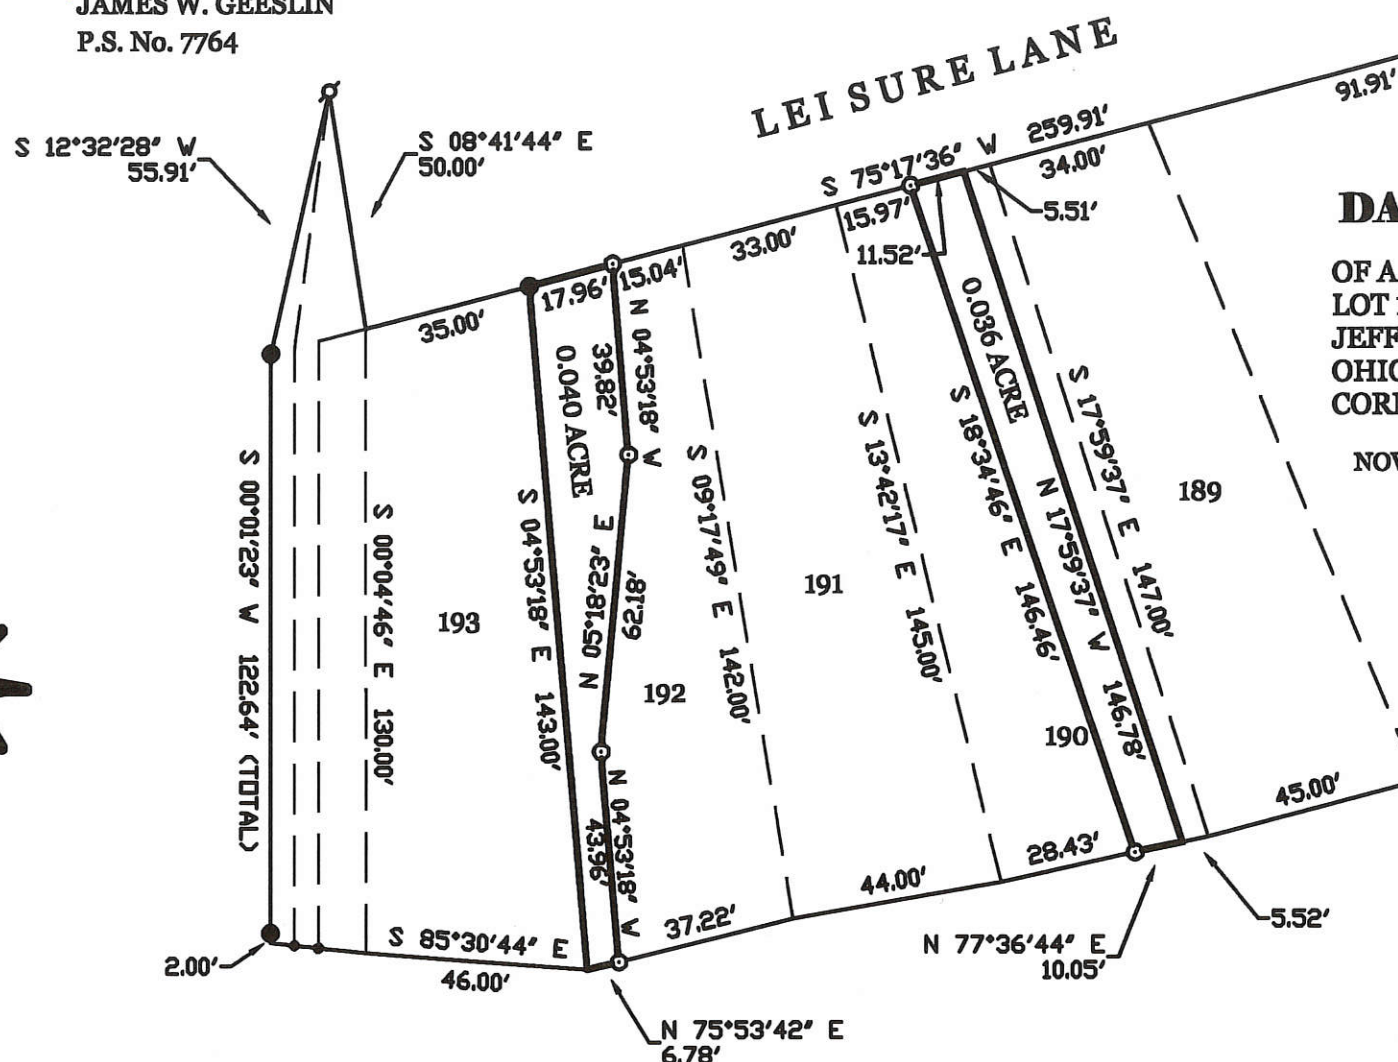 JAMES W. GEESLIN
P.S. No. 7764
S 12°32'28" W
55.91'
S 08°41'44" E
50.00'
LEISURE LANE
S 75°17'36" W 259.91'
91.91'
34.00'
5.51'
15.97'
11.52'
33.00'
15.04'
17.96'
35.00'
DA
OF A
LOT
JEFF
OHIO
CORI
NOV
N 04°53'18" W
39.82'
0.040 ACRE
0.036 ACRE
S 00°01'23" W 122.64' (TOTAL)
S 00°04'46" E 130.00'
193
S 04°53'18" E 143.00'
N 05°18'23" E
62.18'
192
S 09°17'49" E 142.00'
191
S 13°42'17" E 145.00'
S 18°34'46" E 146.46'
190
N 17°59'37" W 146.78'
S 17°59'37" E 147.00'
189
N 04°53'18" W
43.96'
S 85°30'44" E
46.00'
2.00'
37.22'
44.00'
28.43'
45.00'
5.52'
N 77°36'44" E
10.05'
N 75°53'42" E
6.78'